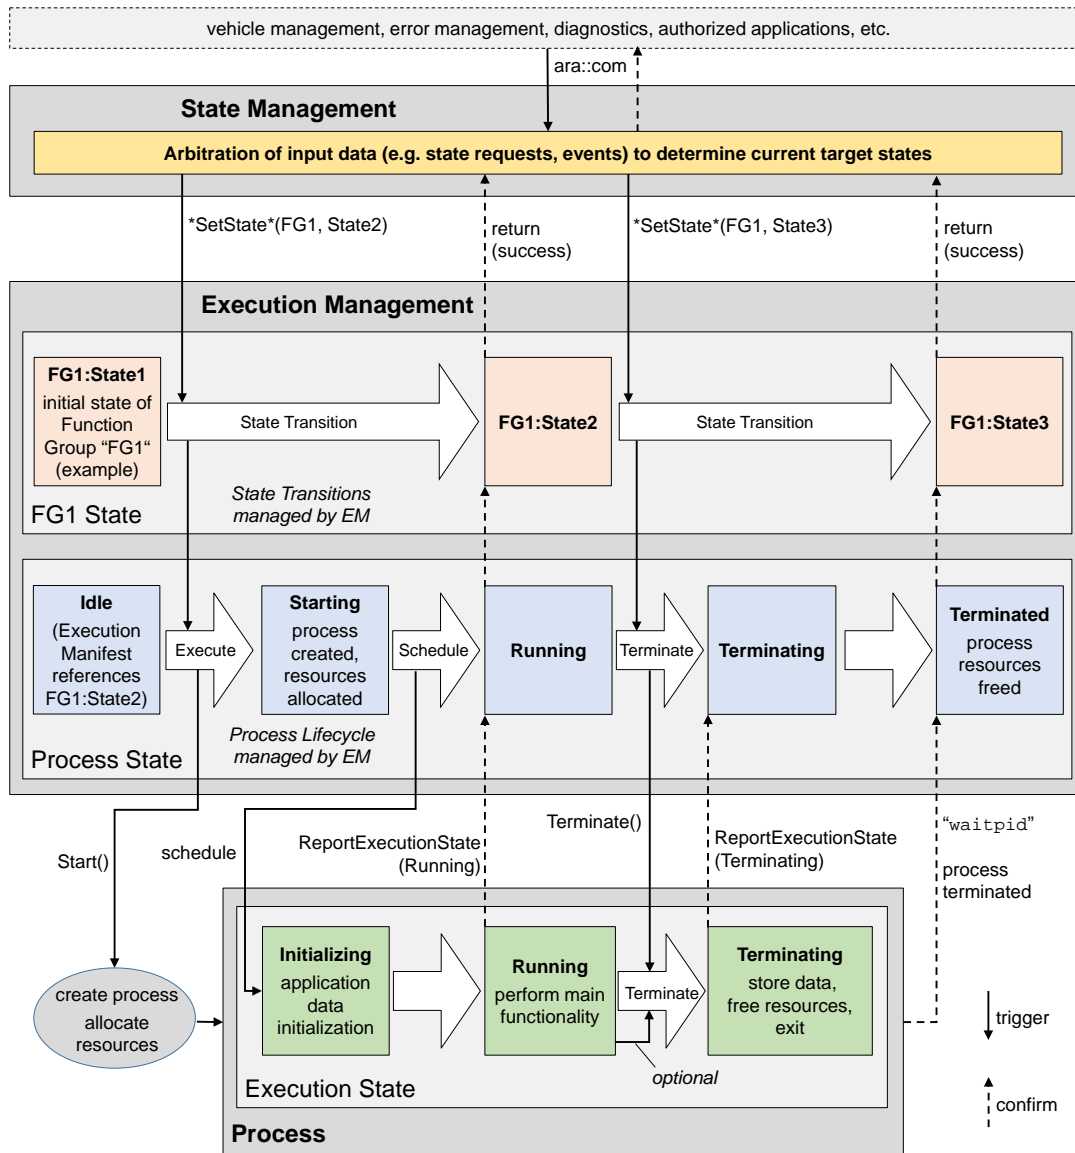 vehicle management, error management, diagnostics, authorized applications, etc.
ara::com
State Management
Arbitration of input data (e.g. state requests, events) to determine current target states
*SetState*(FG1, State2)
return
(success)
*SetState*(FG1, State3)
return
(success)
Execution Management
FG1:State1
initial state of
Function
Group “FG1“
(example)
State Transition
FG1:State2
State Transition
FG1:State3
State Transitions
managed by EM
FG1 State
Idle
(Execution
Manifest
references
FG1:State2)
Execute
Starting
process
created,
resources
allocated
Schedule
Running
Terminate
Terminating
Terminated
process
resources
freed
Process Lifecycle
managed by EM
Process State
Start()
schedule
ReportExecutionState
(Running)
Terminate()
ReportExecutionState
(Terminating)
“waitpid”
process
terminated
create process
allocate
resources
Initializing
application
data
initialization
Running
perform main
functionality
Terminate
Terminating
store data,
free resources,
exit
optional
Execution State
Process
trigger
confirm